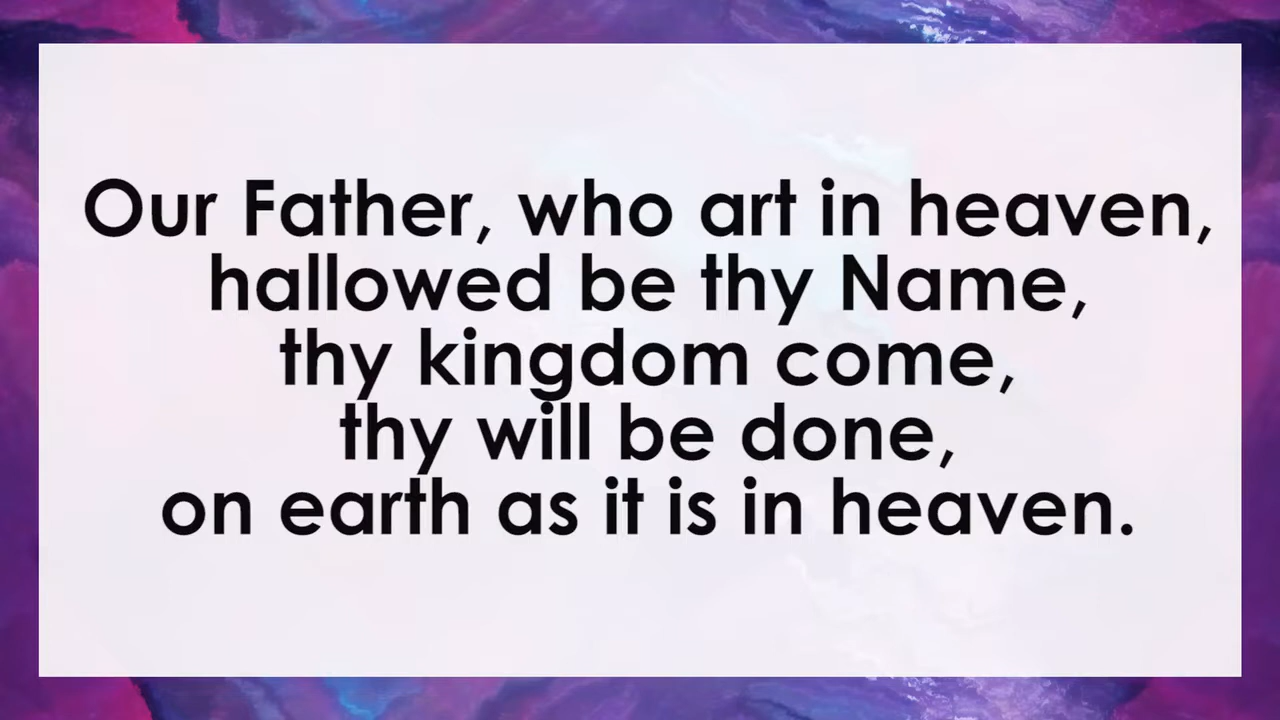 Our Father, who art in heaven,
hallowed be thy Name,
thy kingdom come,
thy will be done,
on earth as it is in heaven.